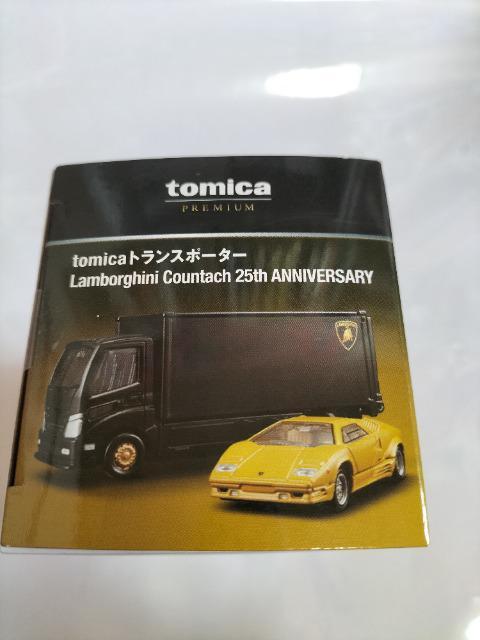 tomica
PREMIUM
tomicaトランスポーター
Lamborghini Countach 25th ANNIVERSARY